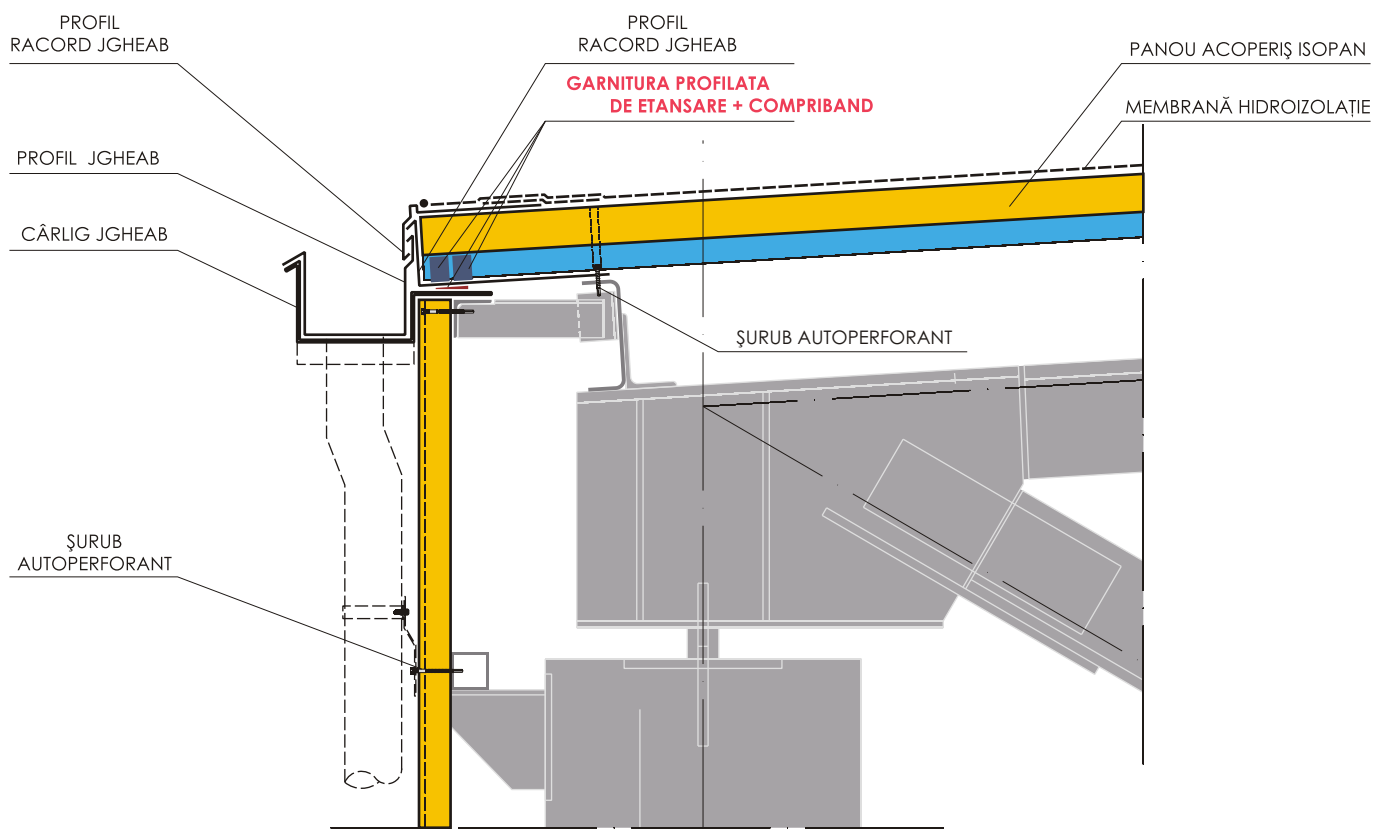 PROFIL
RACORD JGHEAB
PROFIL
RACORD JGHEAB
GARNITURA PROFILATA
DE ETANSARE + COMPRIBAND
PANOU ACOPERIŞ ISOPAN
MEMBRANĂ HIDROIZOLAŢIE
PROFIL JGHEAB
CÂRLIG JGHEAB
ŞURUB AUTOPERFORANT
ŞURUB
AUTOPERFORANT